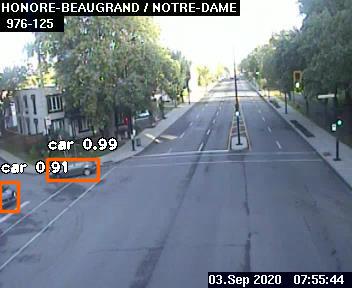 HONORE-BEAUGRAND / NOTRE-DAME
976-125
car 0.99
car 0.91
03.Sep 2020 07:55:44